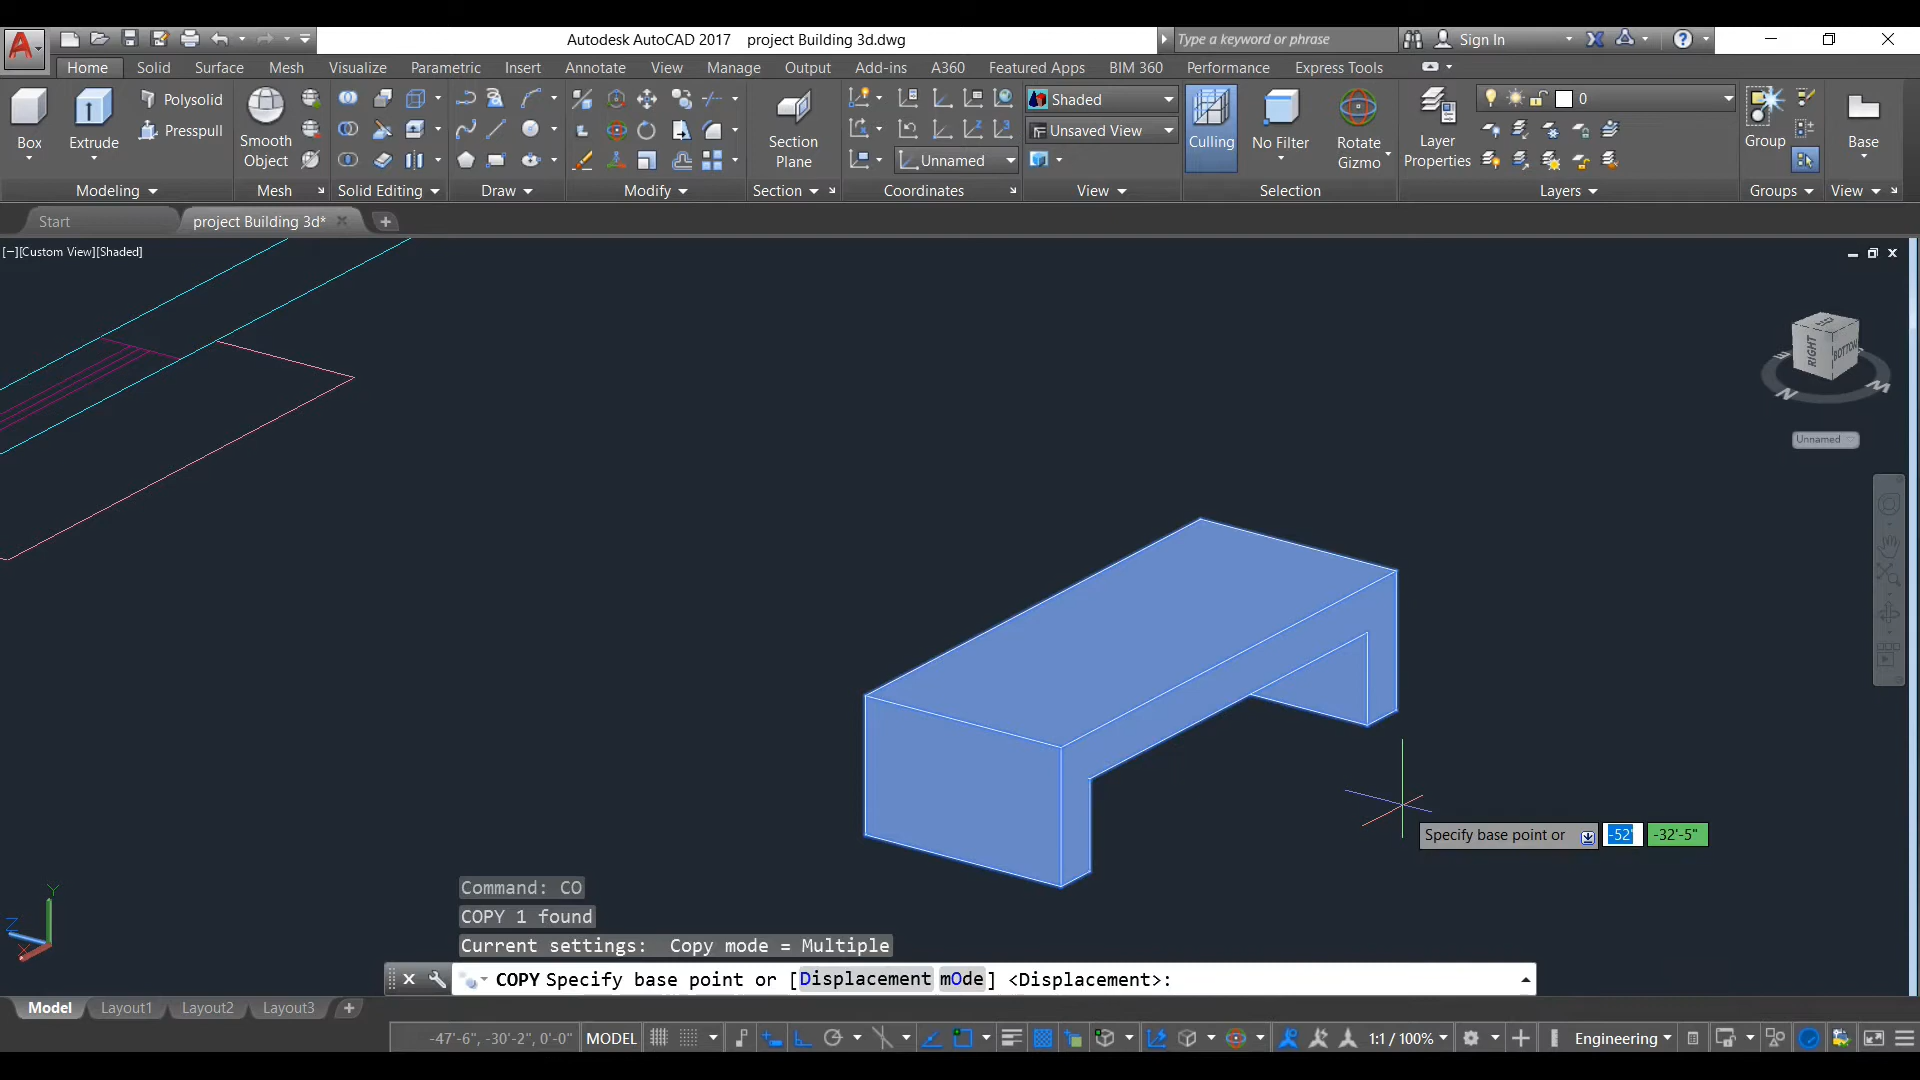 Autodesk AutoCAD 2017 project Building 3d.dwg
Type a keyword or phrase
Sign In
Home Solid Surface Mesh Visualize Parametric Insert Annotate View Manage Output Add-ins A360 Featured Apps BIM 360 Performance Express Tools
Box
Extrude
Polysolid
Presspull
Smooth Object
Section Plane
Unnamed
Shaded
Unsaved View
Culling
No Filter
Rotate Gizmo
Layer Properties
0
Group
Base
Modeling
Mesh
Solid Editing
Draw
Modify
Section
Coordinates
View
Selection
Layers
Groups
View
Start
project Building 3d*
[−][Custom View][Shaded]
RIGHT
BOTTOM
N
Unnamed
Specify base point or
-52'
-32'-5"
Y
Z
X
Command: CO
COPY 1 found
Current settings:  Copy mode = Multiple
COPY Specify base point or [Displacement mOde] <Displacement>:
Model Layout1 Layout2 Layout3
-47'-6", -30'-2", 0'-0"
MODEL
1:1 / 100%
Engineering